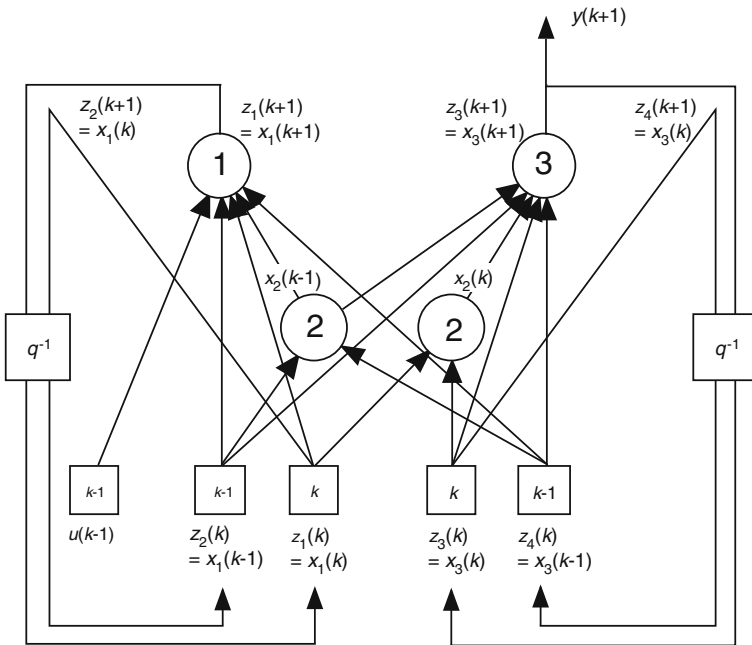 y(k+1)
z₂(k+1)
= x₁(k)
z₁(k+1)
= x₁(k+1)
z₃(k+1)
= x₃(k+1)
z₄(k+1)
= x₃(k)
1
3
x₂(k-1)
x₂(k)
2
2
q⁻¹
q⁻¹
k-1
k-1
k
k
k-1
u(k-1)
z₂(k)
= x₁(k-1)
z₁(k)
= x₁(k)
z₃(k)
= x₃(k)
z₄(k)
= x₃(k-1)